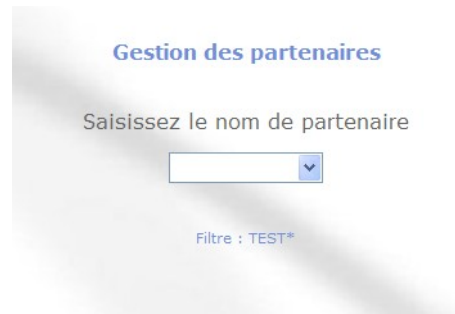 Gestion des partenaires
Saisissez le nom de partenaire
Filtre : TEST*